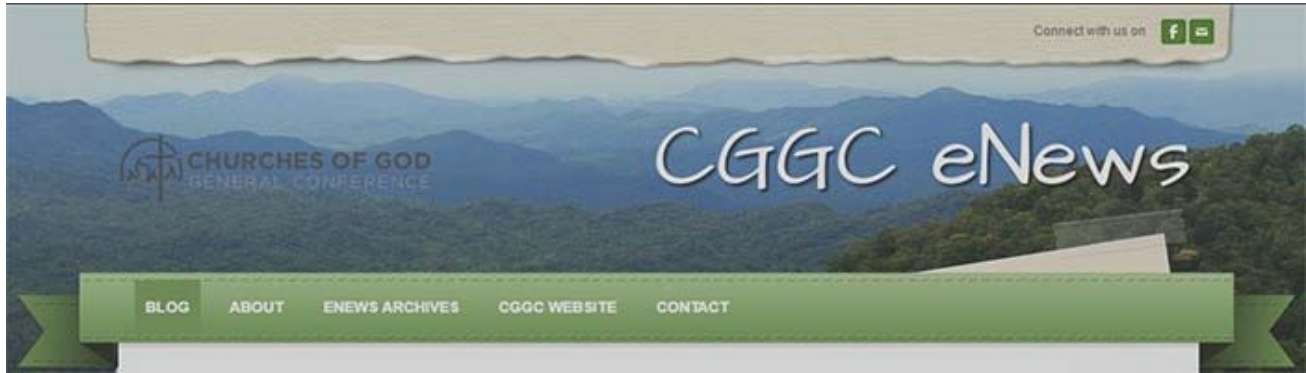 Connect with us on
CHURCHES OF GOD
GENERAL CONFERENCE
CGGC eNews
BLOG ABOUT ENEWS ARCHIVES CGGC WEBSITE CONTACT